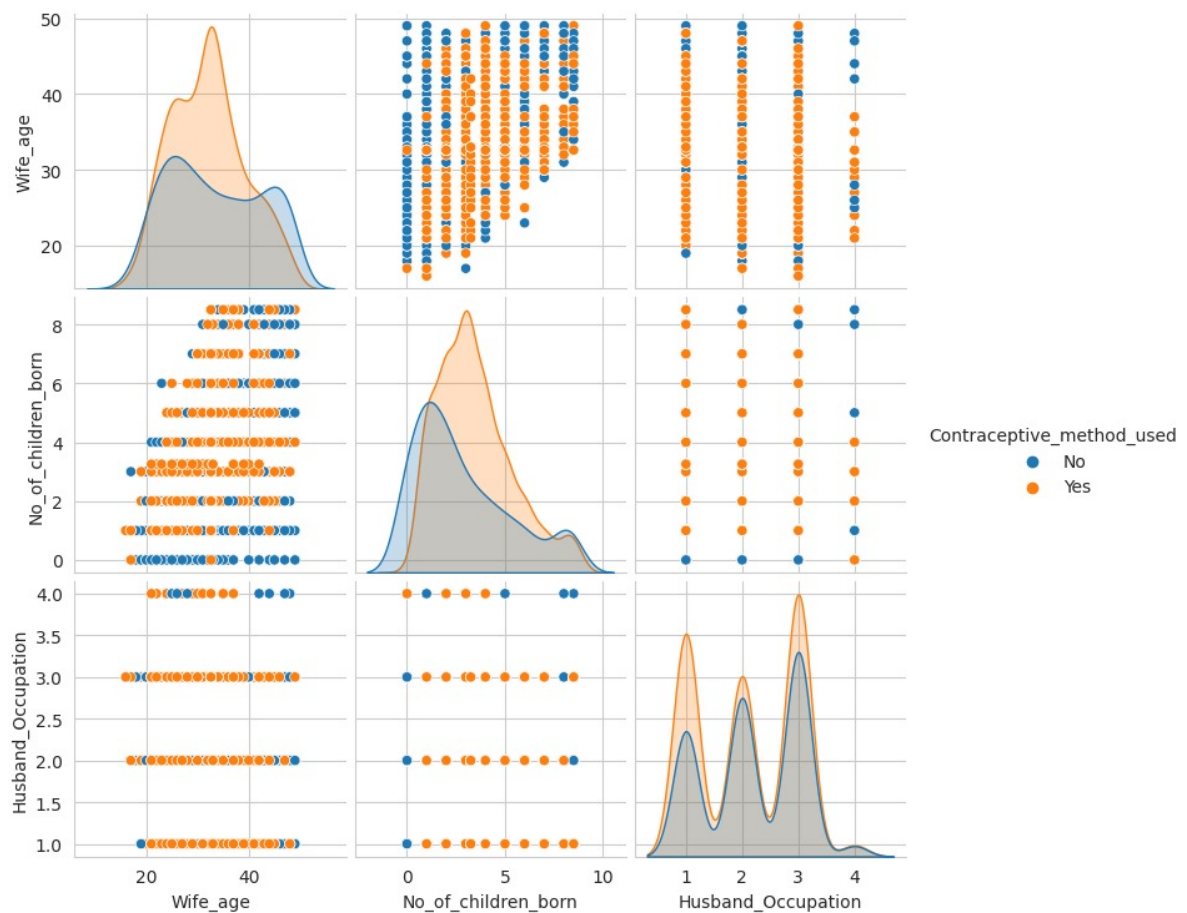 50
40
30
20
Wife_age
8
6
4
2
0
No_of_children_born
Contraceptive_method_used
No
Yes
4.0
3.5
3.0
2.5
2.0
1.5
1.0
Husband_Occupation
20 40
Wife_age
0 5 10
No_of_children_born
1 2 3 4
Husband_Occupation